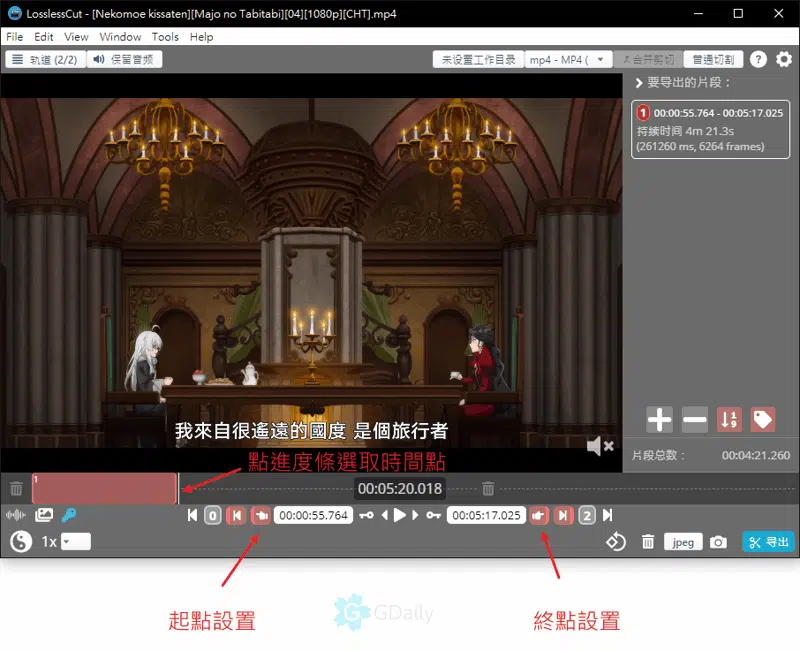 LosslessCut - [Nekomoe kissaten][Majo no Tabitabi][04][1080p][CHT].mp4
File Edit View Window Tools Help
轨道 (2/2) 保留音频 未设置工作目录 mp4 - MP4 ( 合并剪切 普通切割 ?
要导出的片段：
1 00:00:55.764 - 00:05:17.025
持续时间 4m 21.3s
(261260 ms, 6264 frames)
我來自很遙遠的國度 是個旅行者
片段总数： 00:04:21.260
點進度條選取時間點
1
00:05:20.018
0 00:00:55.764 00:05:17.025 2
1x jpeg 导出
起點設置 終點設置
GDaily